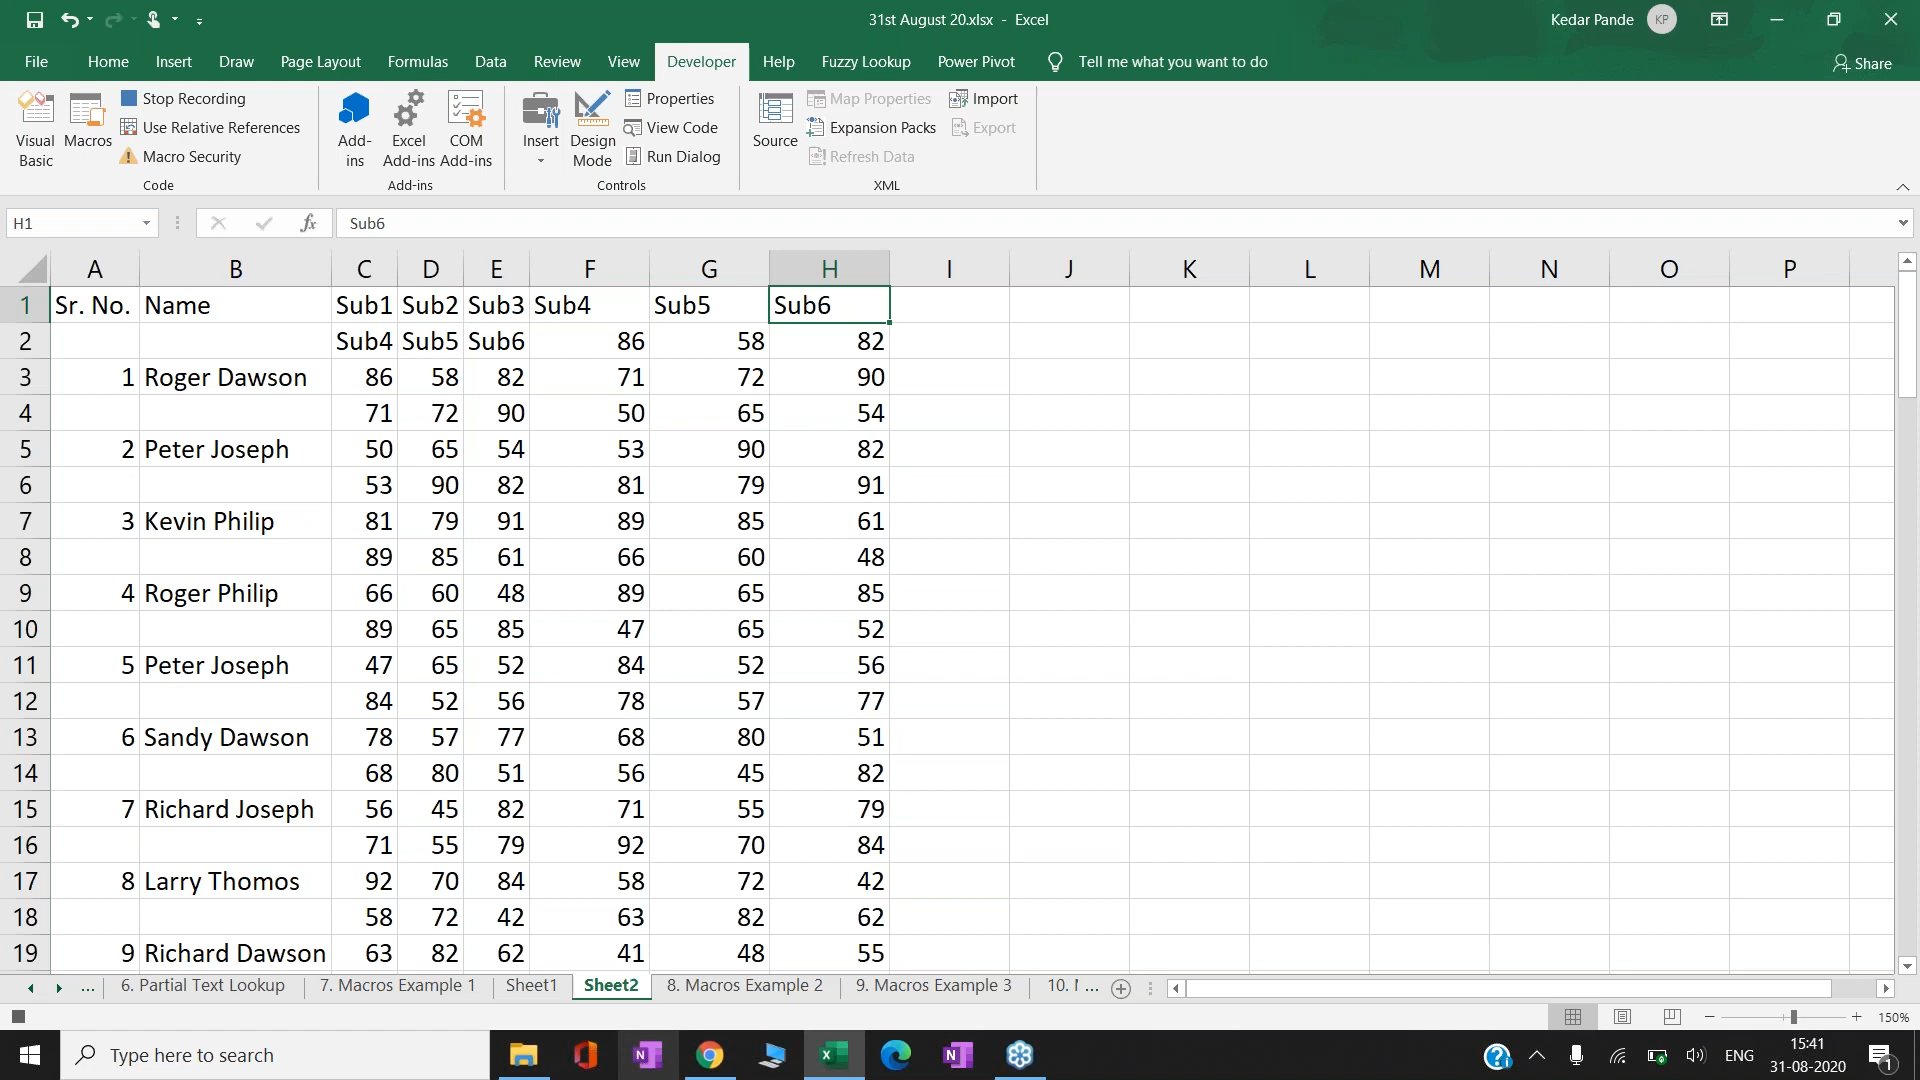 31st August 20.xlsx - Excel
Kedar Pande KP
File Home Insert Draw Page Layout Formulas Data Review View Developer Help Fuzzy Lookup Power Pivot Tell me what you want to do Share
Visual Basic
Macros
Stop Recording
Use Relative References
Macro Security
Code
Add-ins
Excel Add-ins
COM Add-ins
Add-ins
Insert
Design Mode
Properties
View Code
Run Dialog
Controls
Source
Map Properties
Expansion Packs
Refresh Data
Import
Export
XML
H1 fx Sub6
A B C D E F G H I J K L M N O P
1 Sr. No. Name Sub1 Sub2 Sub3 Sub4 Sub5 Sub6
2 Sub4 Sub5 Sub6 86 58 82
3 1 Roger Dawson 86 58 82 71 72 90
4 71 72 90 50 65 54
5 2 Peter Joseph 50 65 54 53 90 82
6 53 90 82 81 79 91
7 3 Kevin Philip 81 79 91 89 85 61
8 89 85 61 66 60 48
9 4 Roger Philip 66 60 48 89 65 85
10 89 65 85 47 65 52
11 5 Peter Joseph 47 65 52 84 52 56
12 84 52 56 78 57 77
13 6 Sandy Dawson 78 57 77 68 80 51
14 68 80 51 56 45 82
15 7 Richard Joseph 56 45 82 71 55 79
16 71 55 79 92 70 84
17 8 Larry Thomos 92 70 84 58 72 42
18 58 72 42 63 82 62
19 9 Richard Dawson 63 82 62 41 48 55
... 6. Partial Text Lookup 7. Macros Example 1 Sheet1 Sheet2 8. Macros Example 2 9. Macros Example 3 10. ...
150%
Type here to search
ENG
15:41
31-08-2020
1